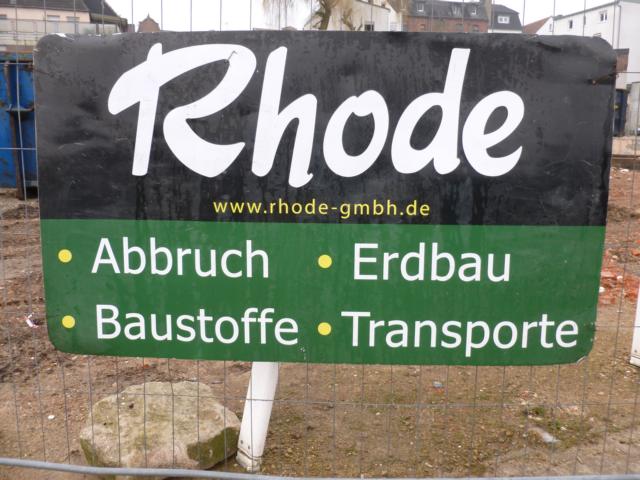 Rhode
www.rhode-gmbh.de
• Abbruch • Erdbau
• Baustoffe • Transporte